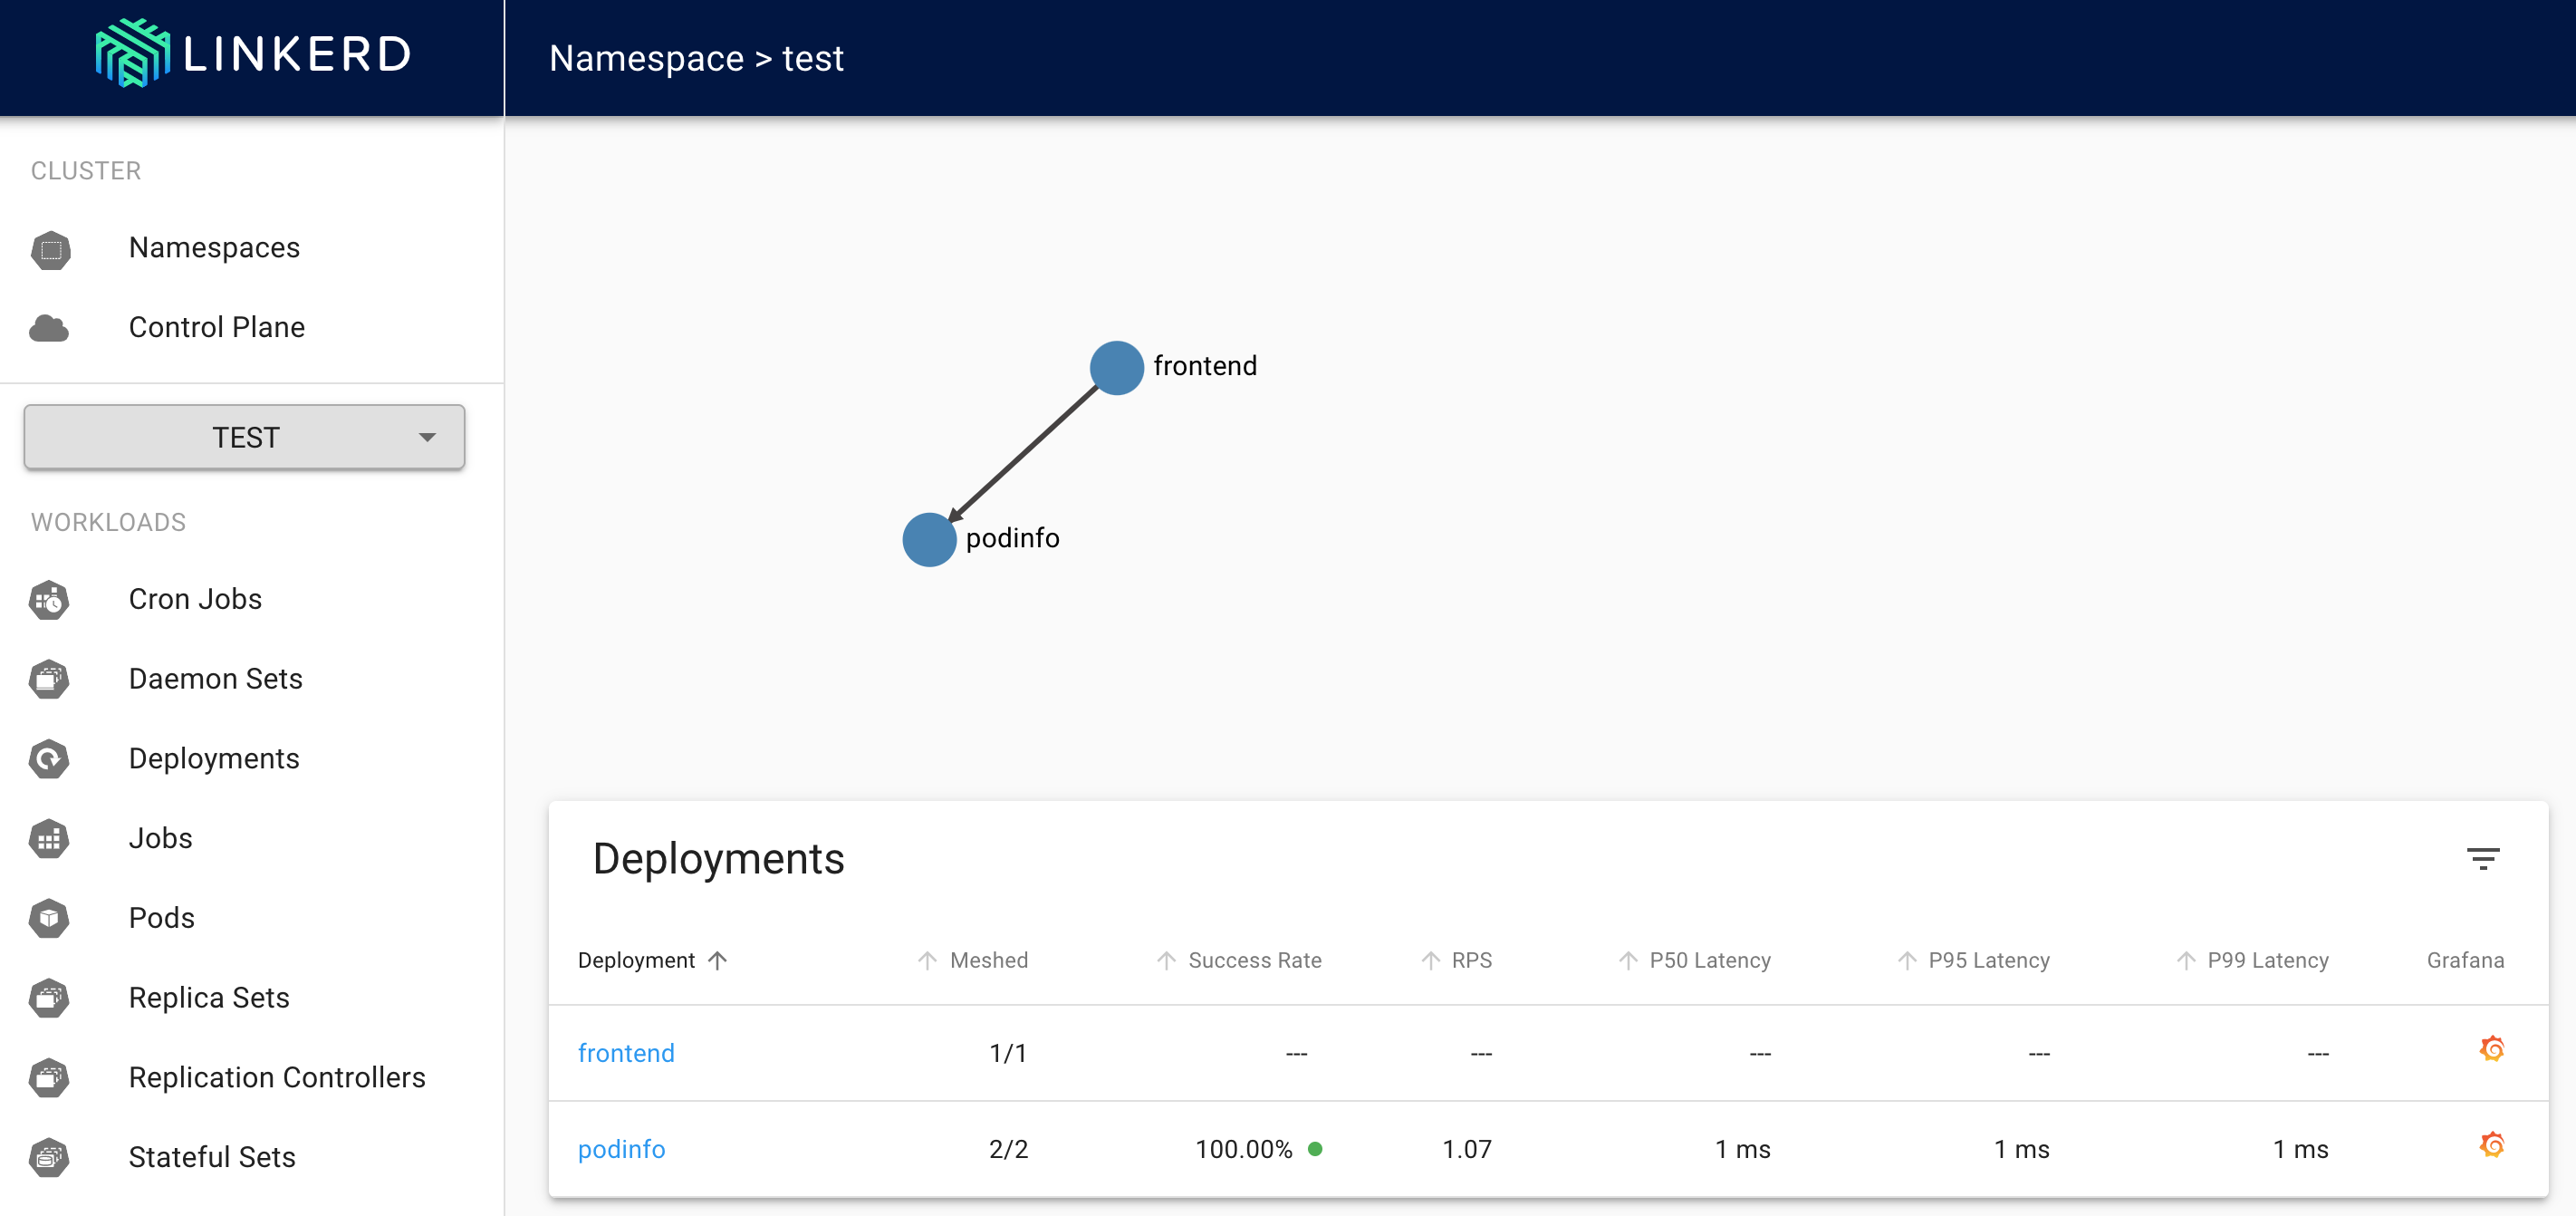 LINKERD
Namespace > test
CLUSTER
Namespaces
Control Plane
TEST
WORKLOADS
Cron Jobs
Daemon Sets
Deployments
Jobs
Pods
Replica Sets
Replication Controllers
Stateful Sets
frontend
podinfo
Deployments
Deployment Meshed Success Rate RPS P50 Latency P95 Latency P99 Latency Grafana
frontend 1/1 --- --- --- --- ---
podinfo 2/2 100.00% 1.07 1 ms 1 ms 1 ms